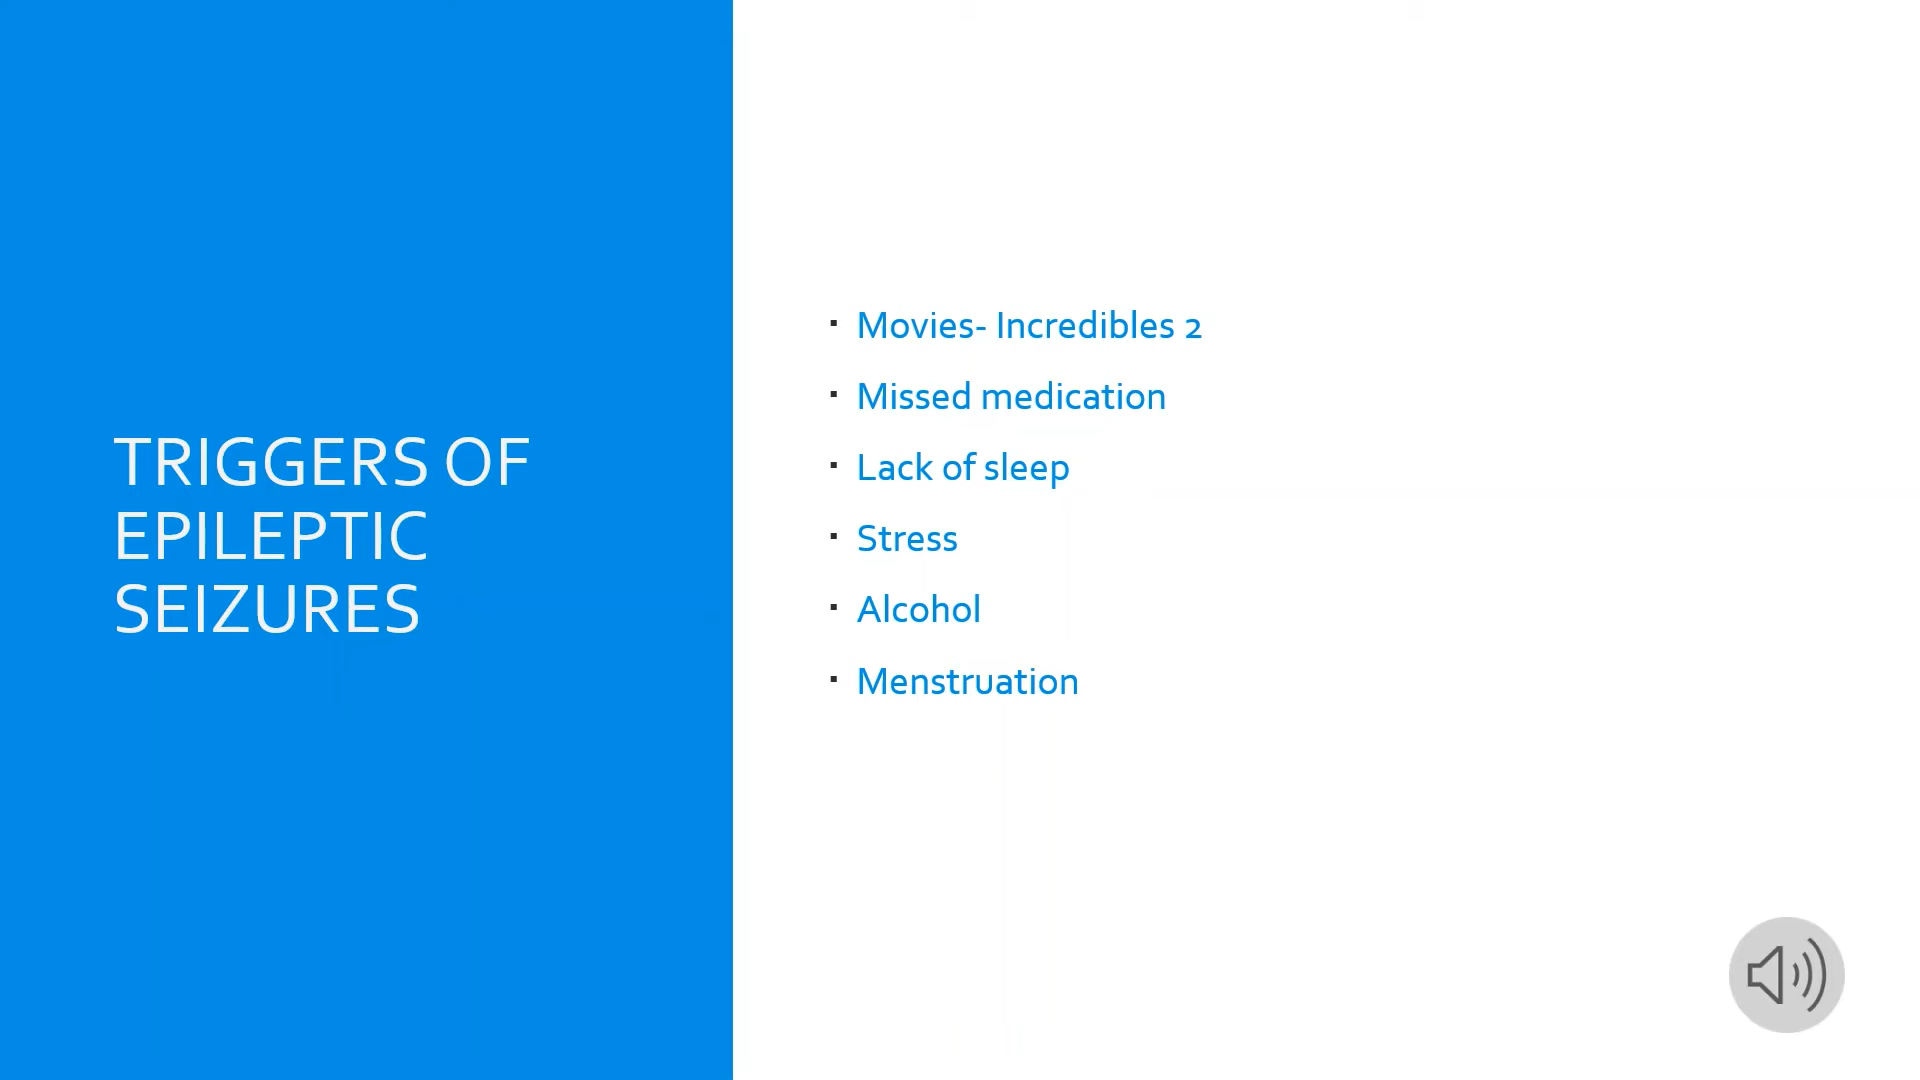 TRIGGERS OF
EPILEPTIC
SEIZURES
▪ Movies- Incredibles 2
▪ Missed medication
▪ Lack of sleep
▪ Stress
▪ Alcohol
▪ Menstruation